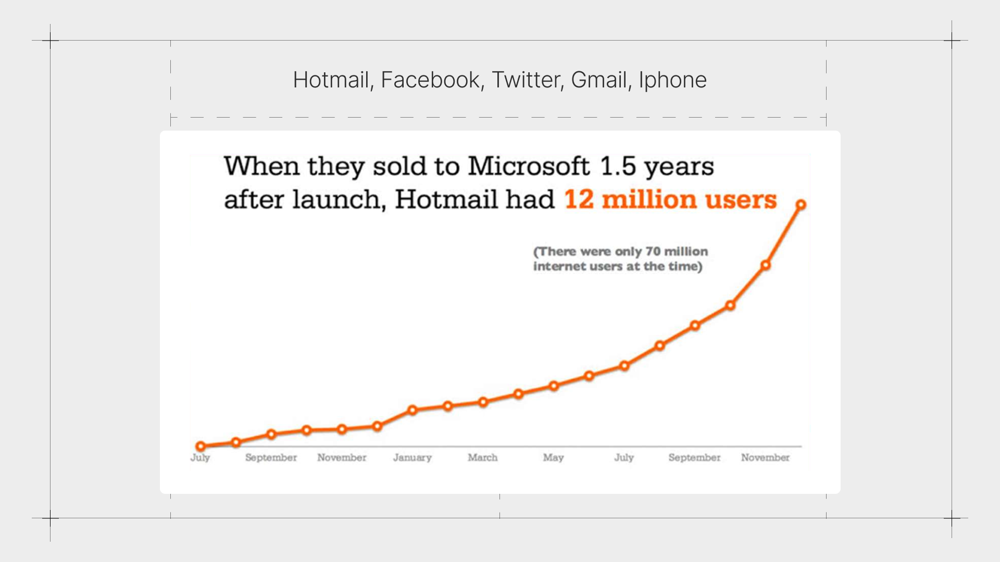 Hotmail, Facebook, Twitter, Gmail, Iphone
When they sold to Microsoft 1.5 years
after launch, Hotmail had 12 million users
(There were only 70 million
internet users at the time)
July September November January March May July September November